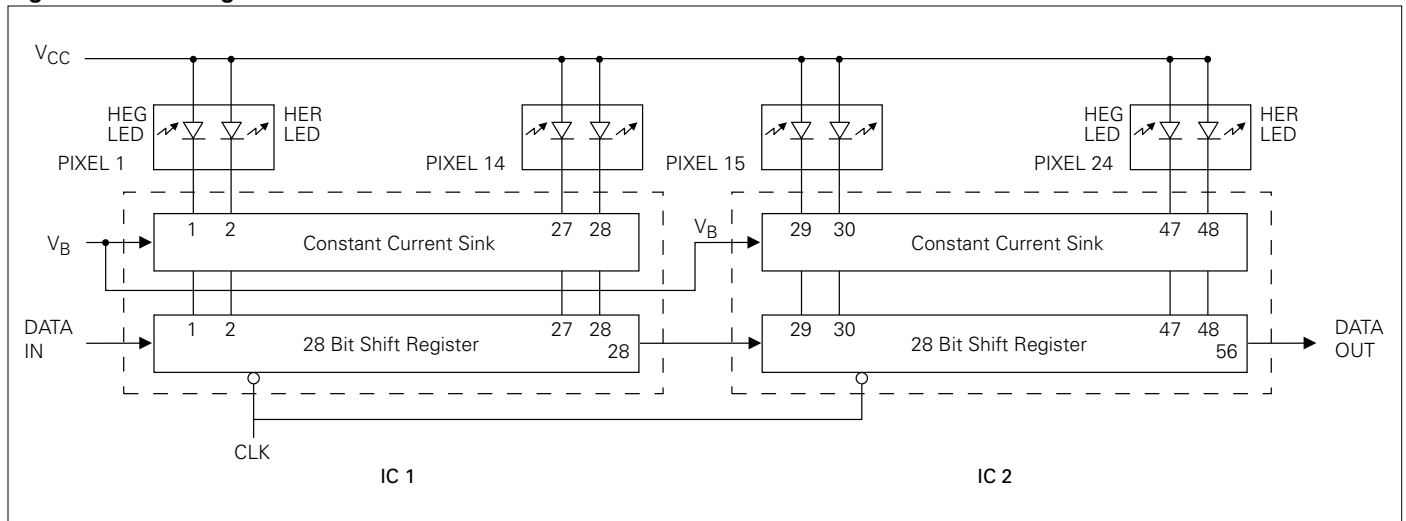 V_CC
HEG LED
HER LED
HEG LED
HER LED
PIXEL 1
PIXEL 14
PIXEL 15
PIXEL 24
V_B
1 2 Constant Current Sink 27 28
V_B
29 30 Constant Current Sink 47 48
DATA IN
1 2 28 Bit Shift Register 27 28 28
29 30 28 Bit Shift Register 47 48 56
DATA OUT
CLK
IC 1
IC 2